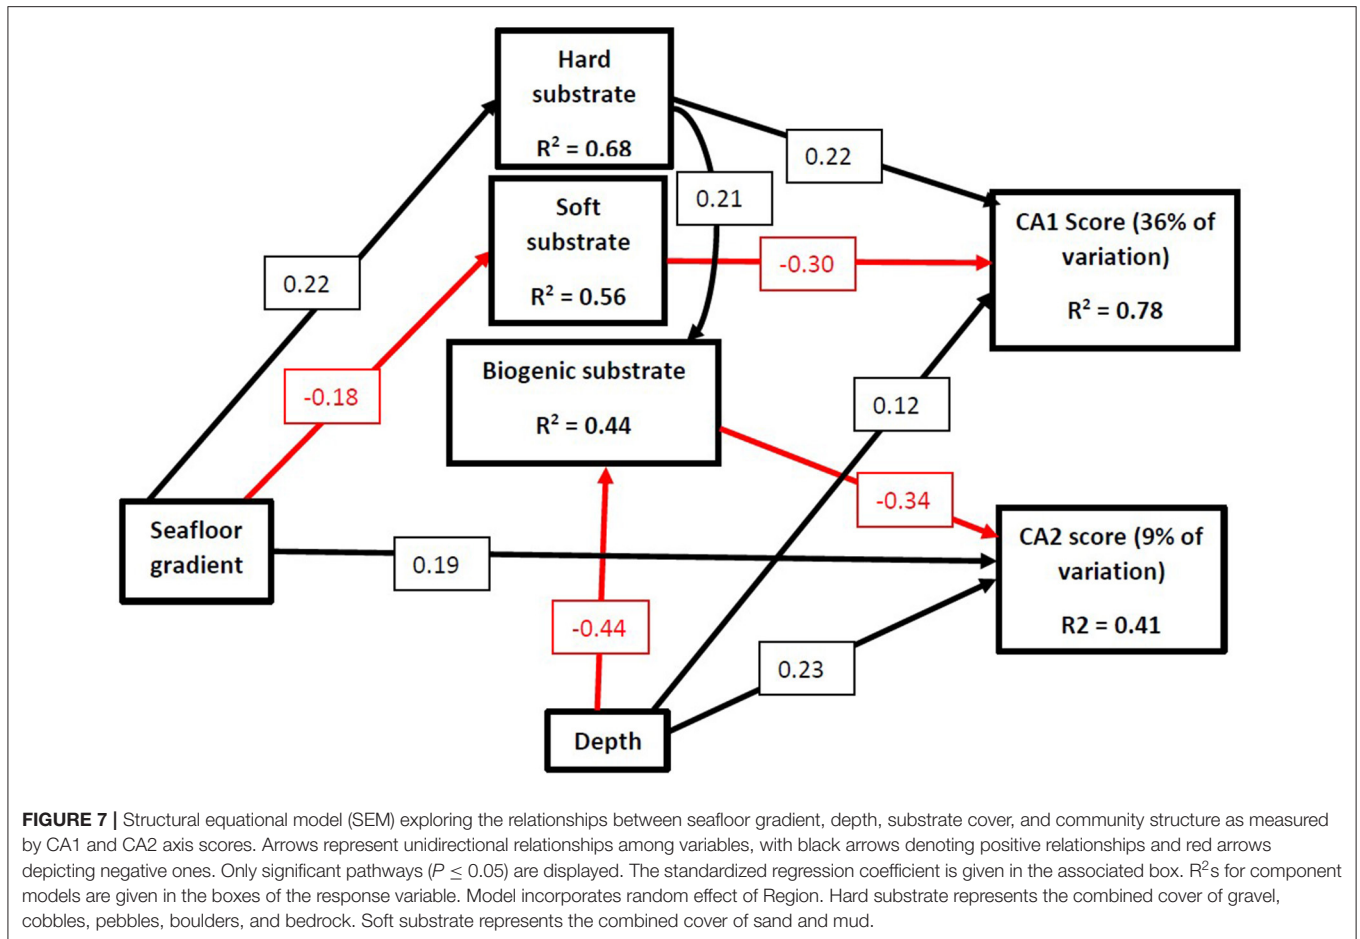 Hard
substrate
R² = 0.68
0.22
0.21
Soft
substrate
R² = 0.56
CA1 Score (36% of
variation)
R² = 0.78
-0.30
0.22
-0.18
Biogenic substrate
R² = 0.44
0.12
-0.34
Seafloor
gradient
0.19
CA2 score (9% of
variation)
R2 = 0.41
-0.44
0.23
Depth
FIGURE 7 | Structural equational model (SEM) exploring the relationships between seafloor gradient, depth, substrate cover, and community structure as measured
by CA1 and CA2 axis scores. Arrows represent unidirectional relationships among variables, with black arrows denoting positive relationships and red arrows
depicting negative ones. Only significant pathways (P ≤ 0.05) are displayed. The standardized regression coefficient is given in the associated box. R²s for component
models are given in the boxes of the response variable. Model incorporates random effect of Region. Hard substrate represents the combined cover of gravel,
cobbles, pebbles, boulders, and bedrock. Soft substrate represents the combined cover of sand and mud.